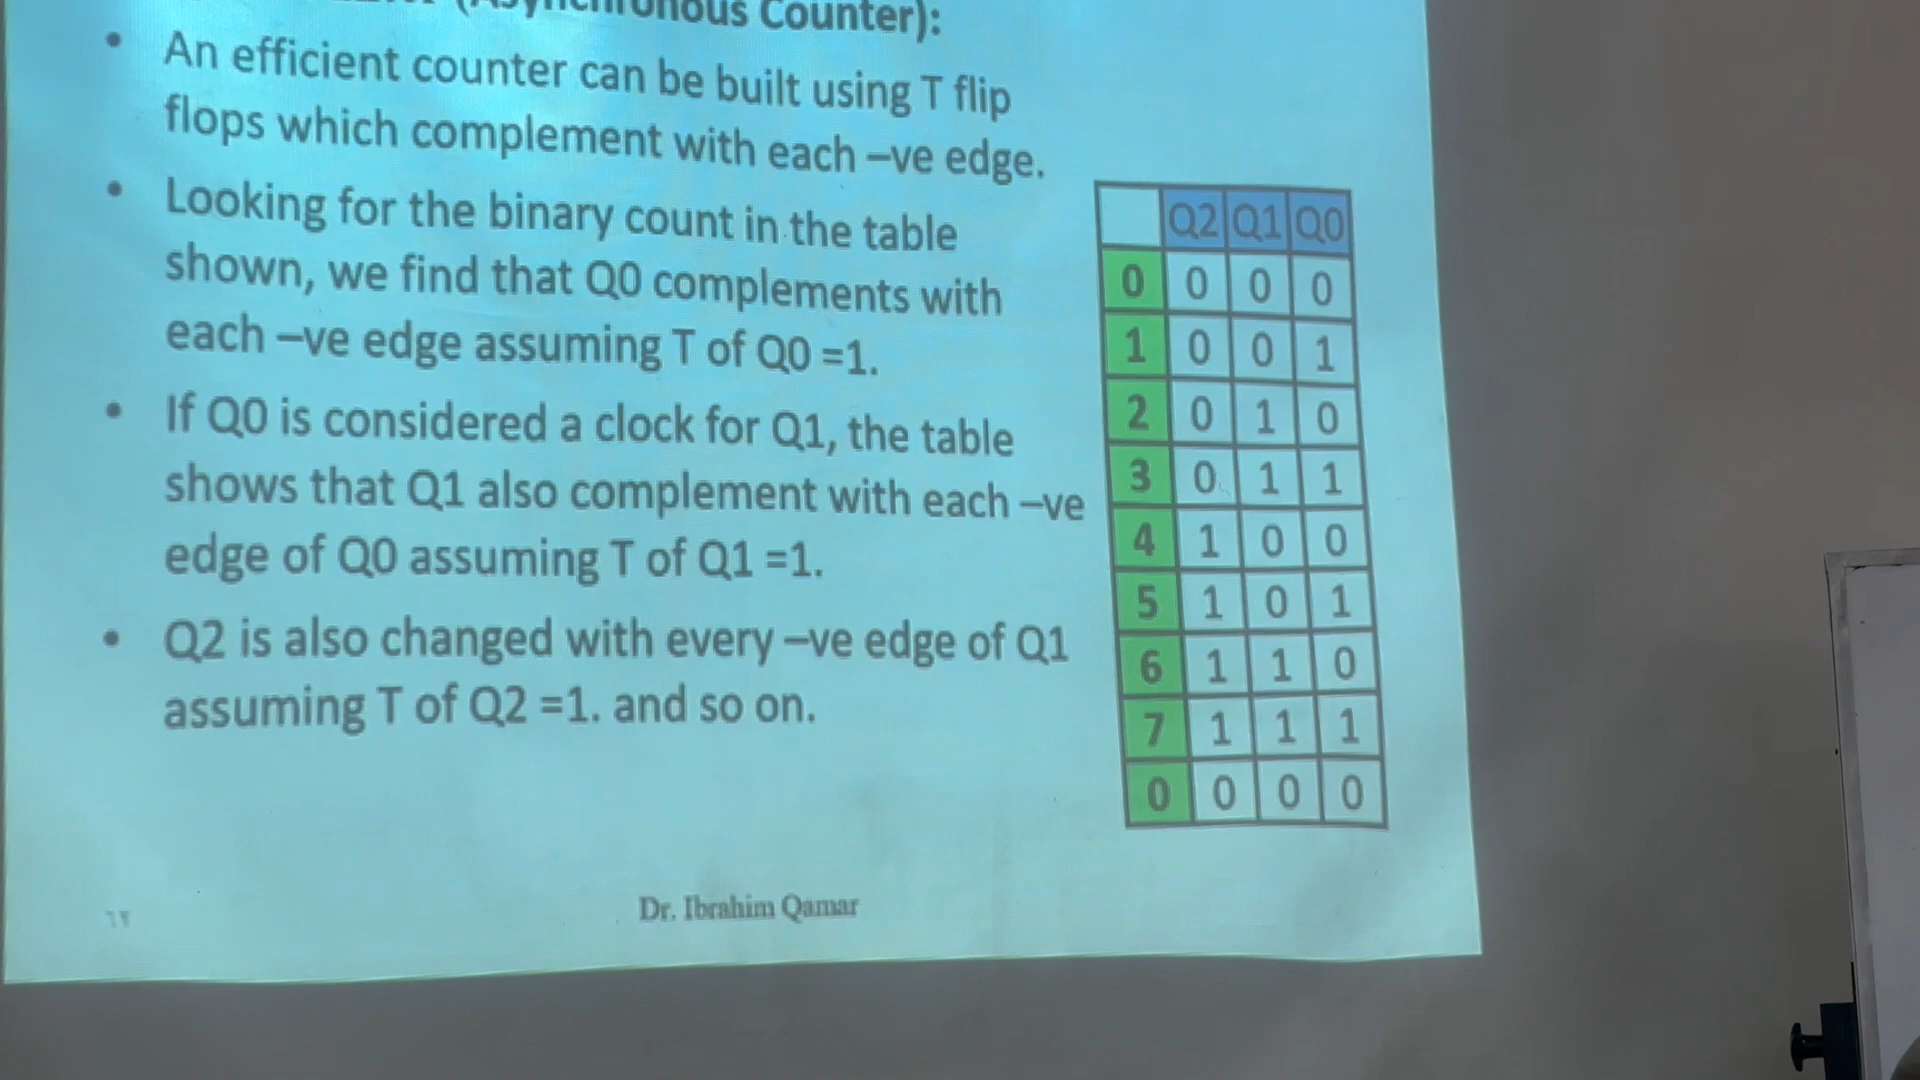 (Asynchronous Counter):
• An efficient counter can be built using T flip
flops which complement with each –ve edge.
• Looking for the binary count in the table
shown, we find that Q0 complements with
each –ve edge assuming T of Q0 =1.
• If Q0 is considered a clock for Q1, the table
shows that Q1 also complement with each –ve
edge of Q0 assuming T of Q1 =1.
• Q2 is also changed with every –ve edge of Q1
assuming T of Q2 =1. and so on.
Q2 Q1 Q0
0 0 0 0
1 0 0 1
2 0 1 0
3 0 1 1
4 1 0 0
5 1 0 1
6 1 1 0
7 1 1 1
0 0 0 0
Dr. Ibrahim Qamar